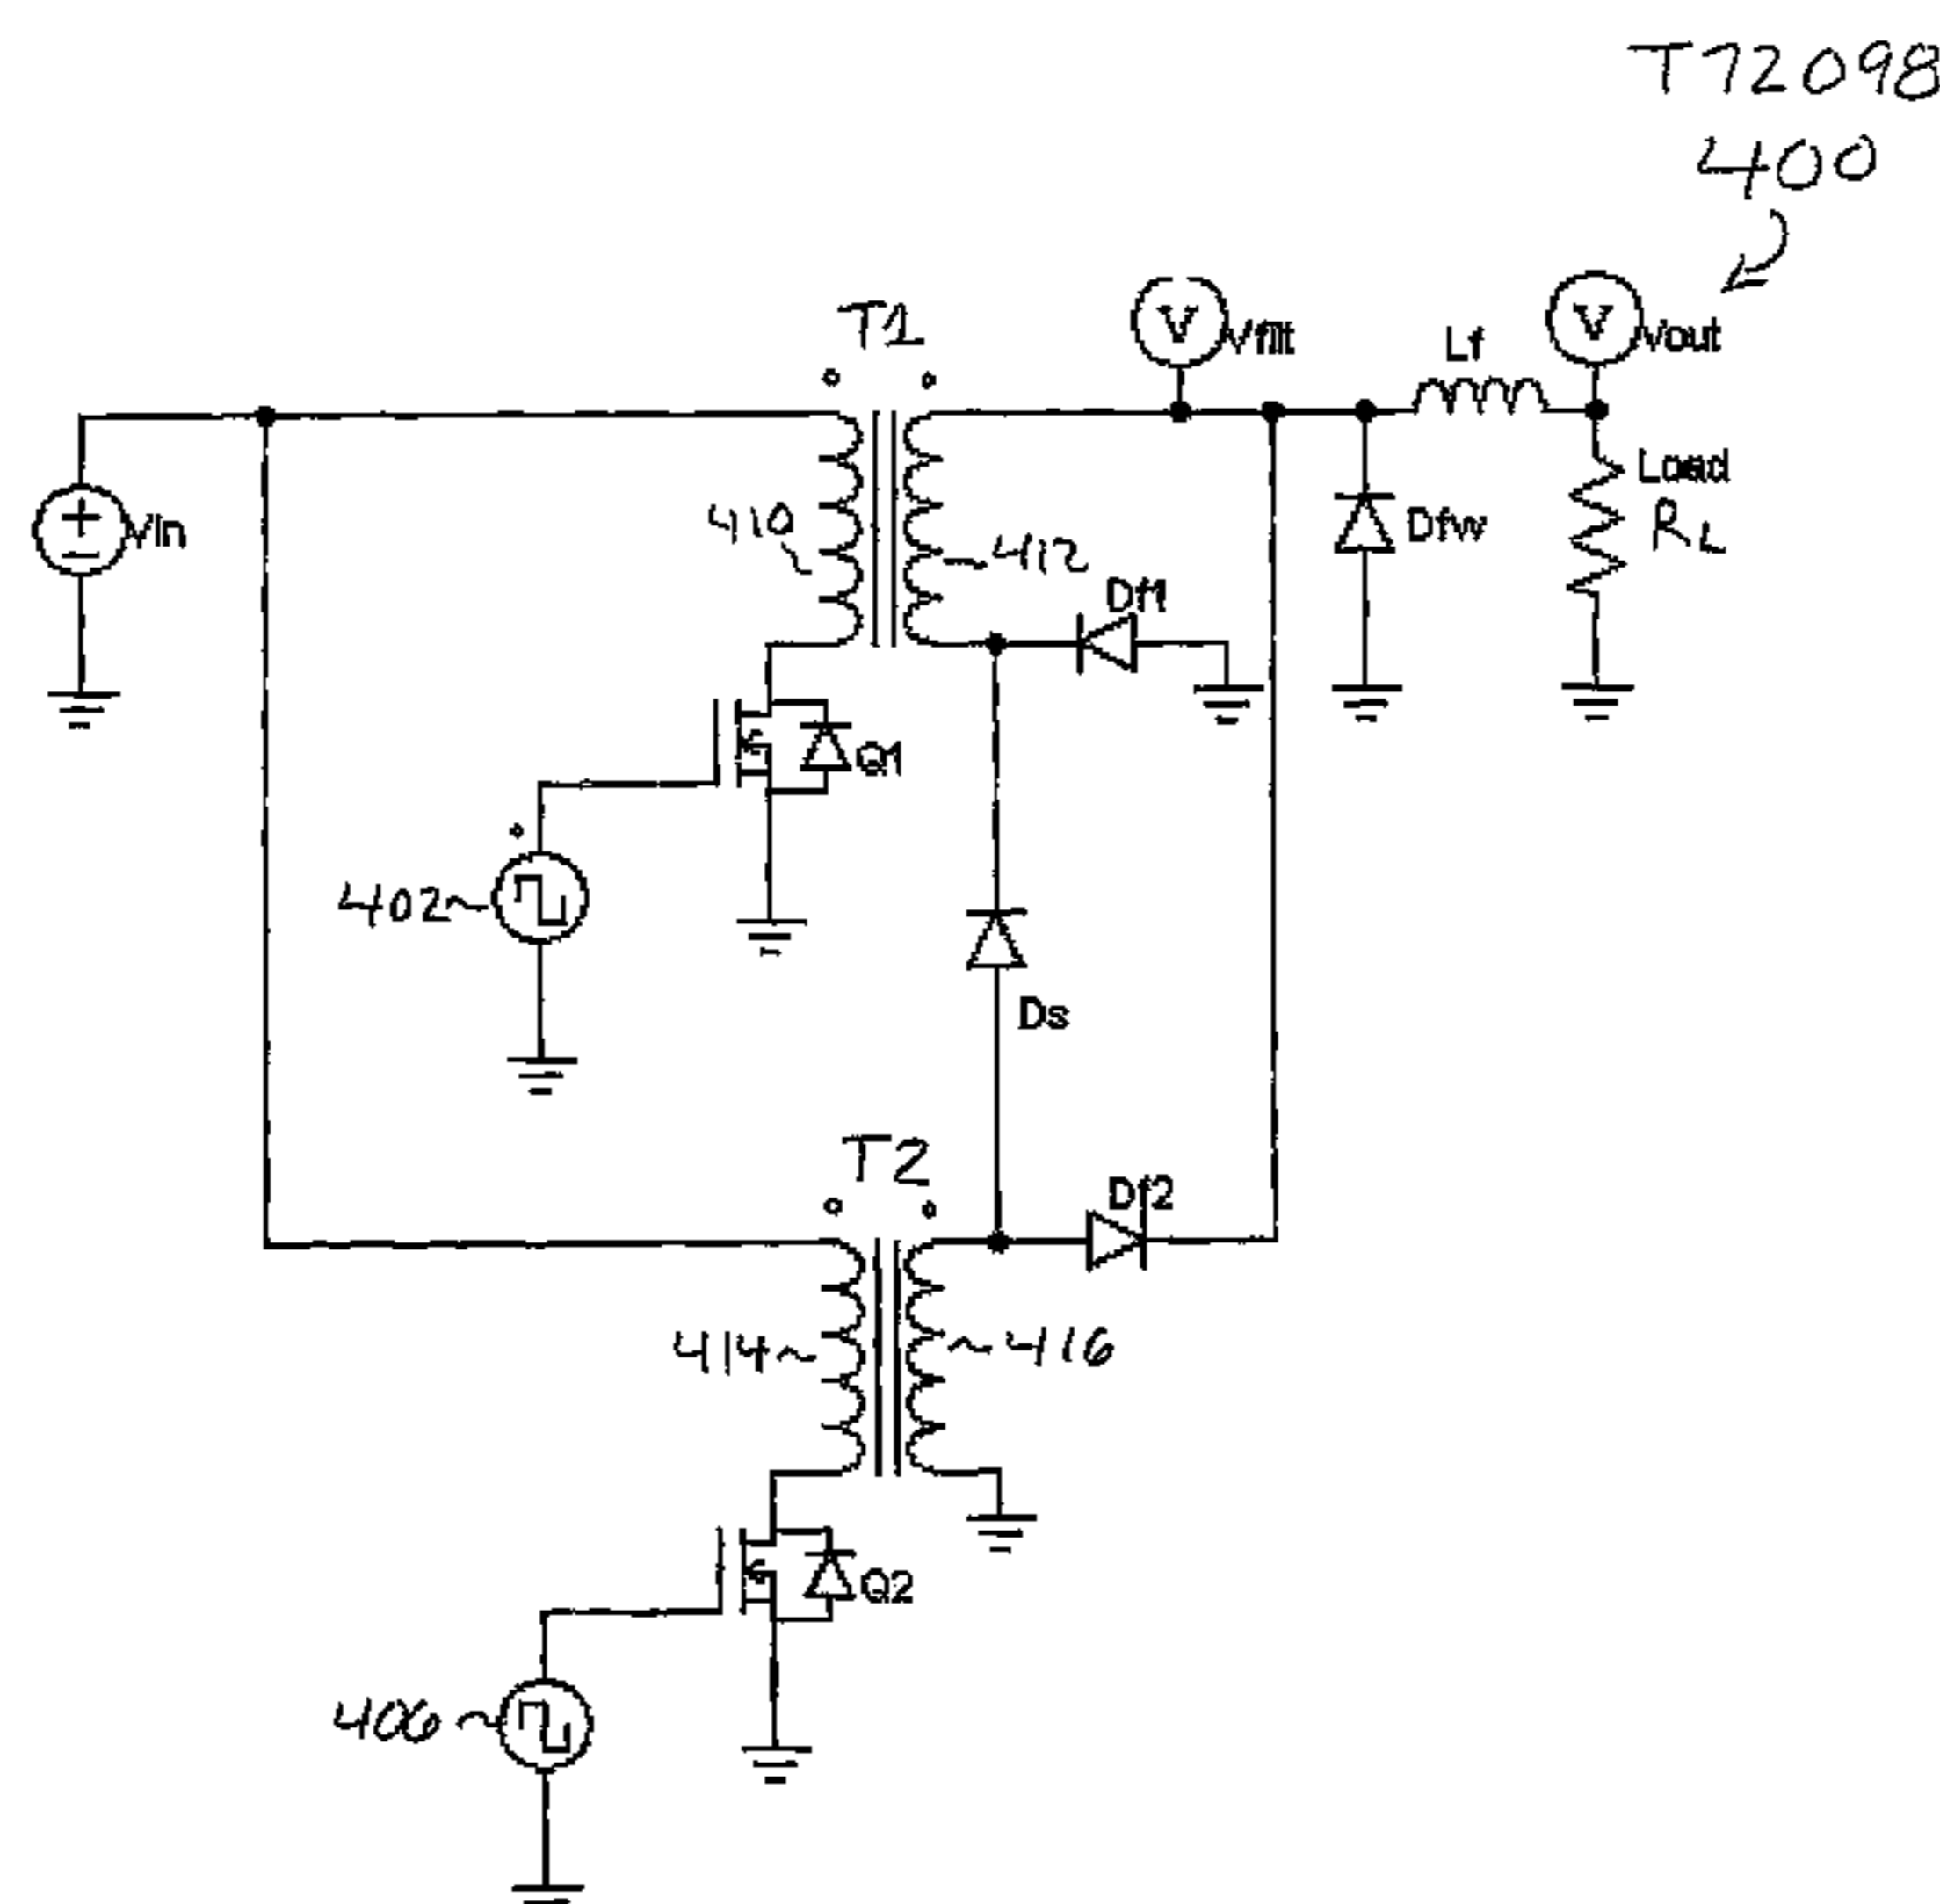 T72098
400
T1
V
Vfilt
Lf
V
Vout
+
Vin
410
412
Df1
Dfw
Load
RL
Q1
402
Ds
T2
Df2
414
416
Q2
406